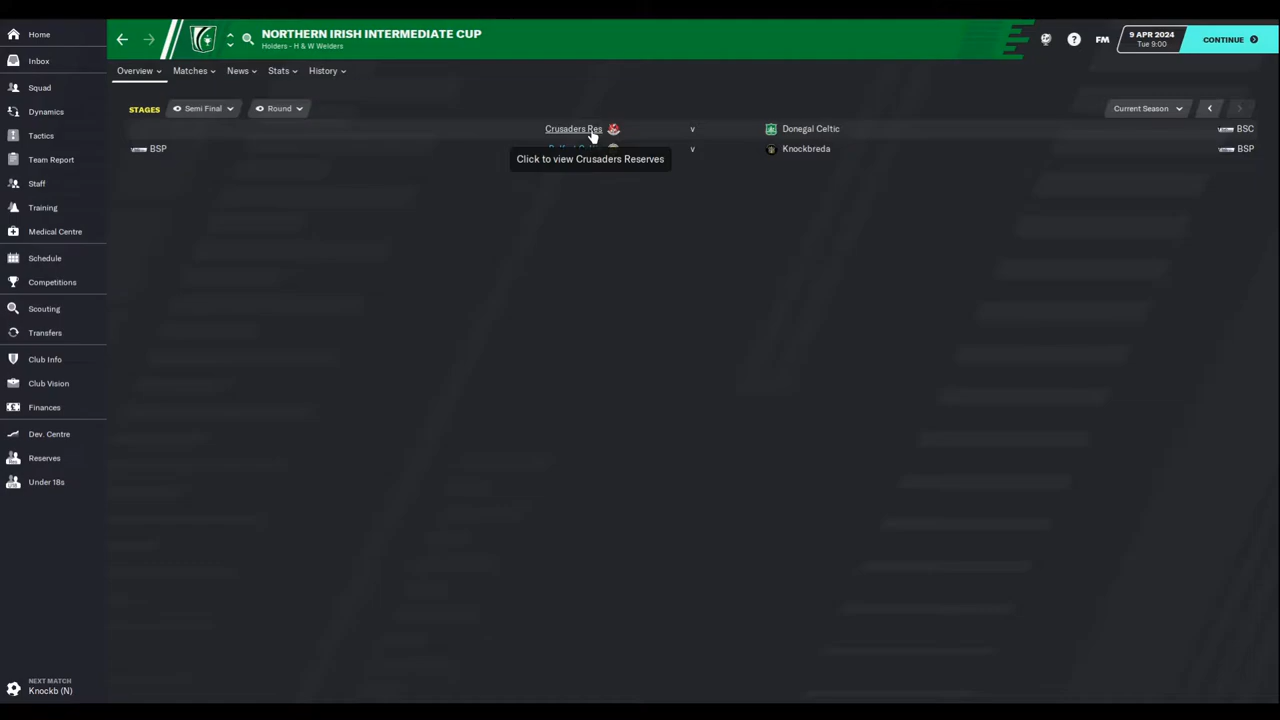 NORTHERN IRISH INTERMEDIATE CUP
Holders - H & W Welders
9 APR 2024
Tue 9:00
CONTINUE
FM
Home
Inbox
Squad
Dynamics
Tactics
Team Report
Staff
Training
Medical Centre
Schedule
Competitions
Scouting
Transfers
Club Info
Club Vision
Finances
Dev. Centre
Reserves
Under 18s
NEXT MATCH
Knockb (N)
Overview Matches News Stats History
STAGES Semi Final Round Current Season
Crusaders Res v Donegal Celtic BSC
BSP v Knockbreda BSP
Click to view Crusaders Reserves